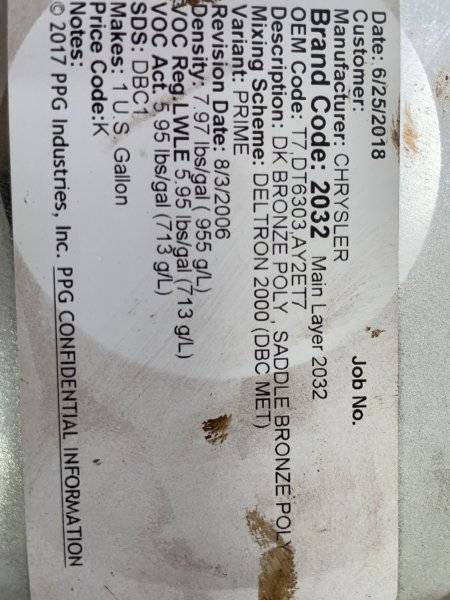 Date: 6/25/2018
Customer: Job No.
Manufacturer: CHRYSLER
Brand Code: 2032 Main Layer 2032
OEM Code: T7,DT6303,AY2ET7
Description: DK BRONZE POLY, SADDLE BRONZE POLY
Mixing Scheme: DELTRON 2000 (DBC MET)
Variant: PRIME
Revision Date: 8/3/2006
Density: 7.97 lbs/gal ( 955 g/L)
VOC Reg LWLE 5.95 lbs/gal (713 g/L)
VOC Act. 5.95 lbs/gal (713 g/L)
SDS: DBC1
Makes: 1 U.S. Gallon
Price Code:K
Notes:
© 2017 PPG Industries, Inc. PPG CONFIDENTIAL INFORMATION